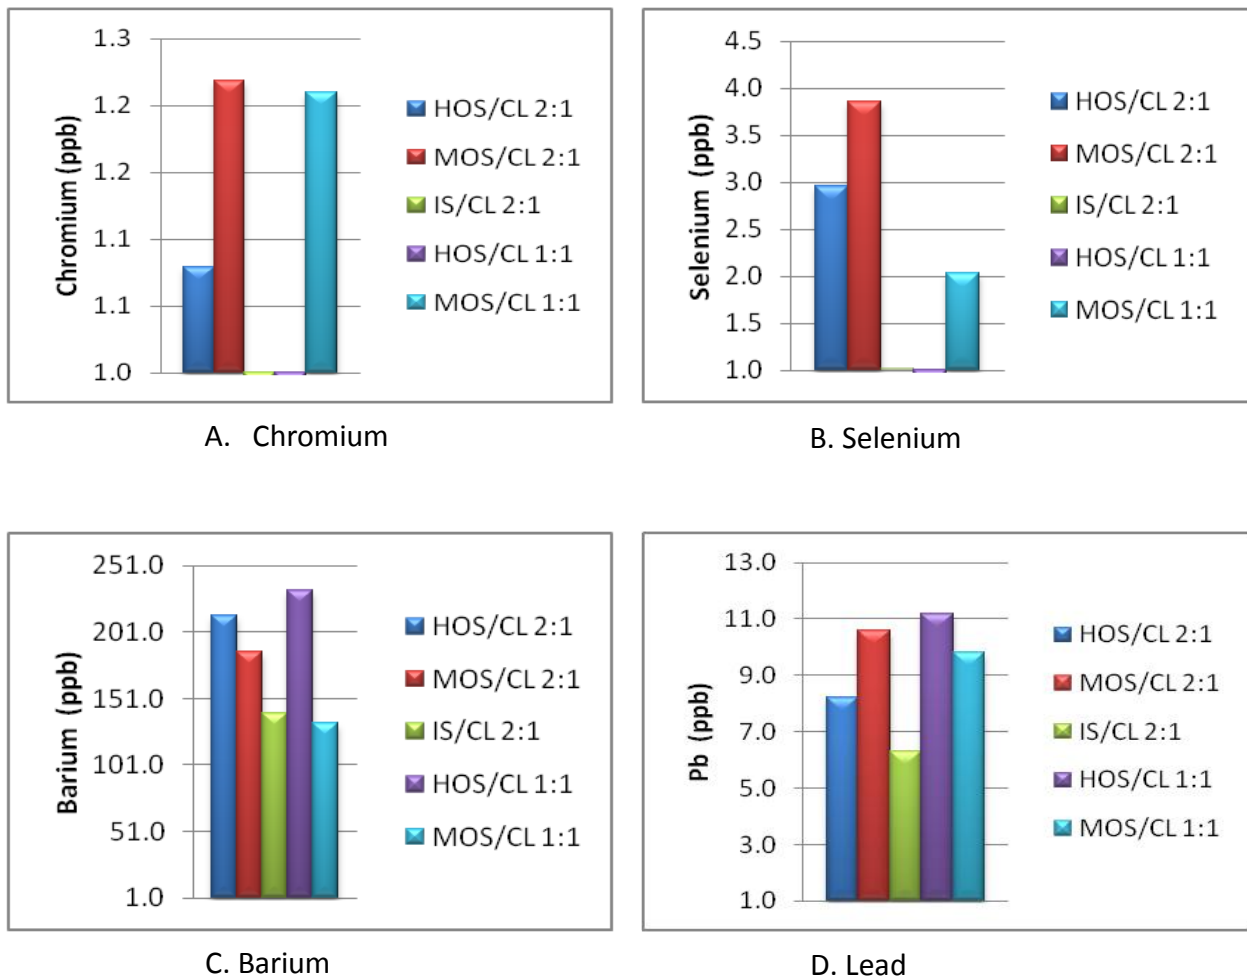 1.3
1.2
1.2
1.1
1.1
1.0
Chromium (ppb)
HOS/CL 2:1
MOS/CL 2:1
IS/CL 2:1
HOS/CL 1:1
MOS/CL 1:1
A. Chromium
4.5
4.0
3.5
3.0
2.5
2.0
1.5
1.0
Selenium (ppb)
HOS/CL 2:1
MOS/CL 2:1
IS/CL 2:1
HOS/CL 1:1
MOS/CL 1:1
B. Selenium
251.0
201.0
151.0
101.0
51.0
1.0
Barium (ppb)
HOS/CL 2:1
MOS/CL 2:1
IS/CL 2:1
HOS/CL 1:1
MOS/CL 1:1
C. Barium
13.0
11.0
9.0
7.0
5.0
3.0
1.0
Pb (ppb)
HOS/CL 2:1
MOS/CL 2:1
IS/CL 2:1
HOS/CL 1:1
MOS/CL 1:1
D. Lead